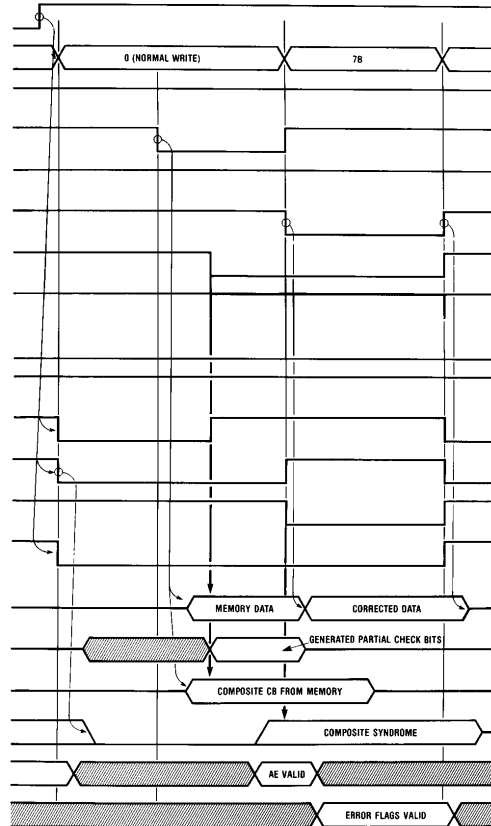 0 (NORMAL WRITE)
7B
MEMORY DATA
CORRECTED DATA
GENERATED PARTIAL CHECK BITS
COMPOSITE CB FROM MEMORY
COMPOSITE SYNDROME
AE VALID
ERROR FLAGS VALID